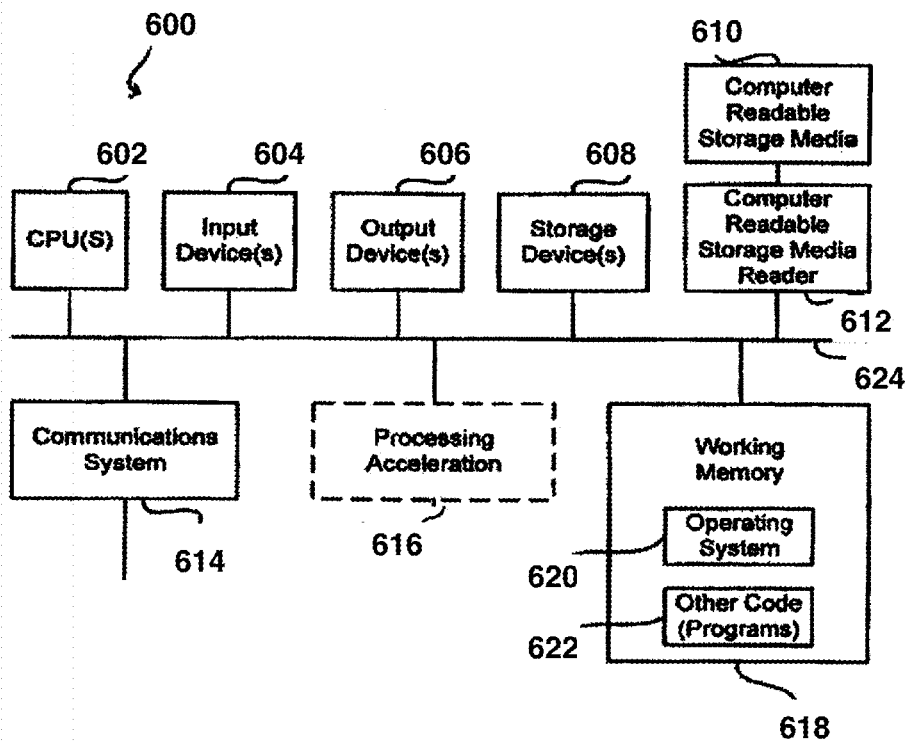 600
610
Computer
Readable
Storage Media
602
604
606
608
CPU(S)
Input
Device(s)
Output
Device(s)
Storage
Device(s)
Computer
Readable
Storage Media
Reader
612
624
Communications
System
614
Processing
Acceleration
616
Working
Memory
Operating
System
620
Other Code
(Programs)
622
618